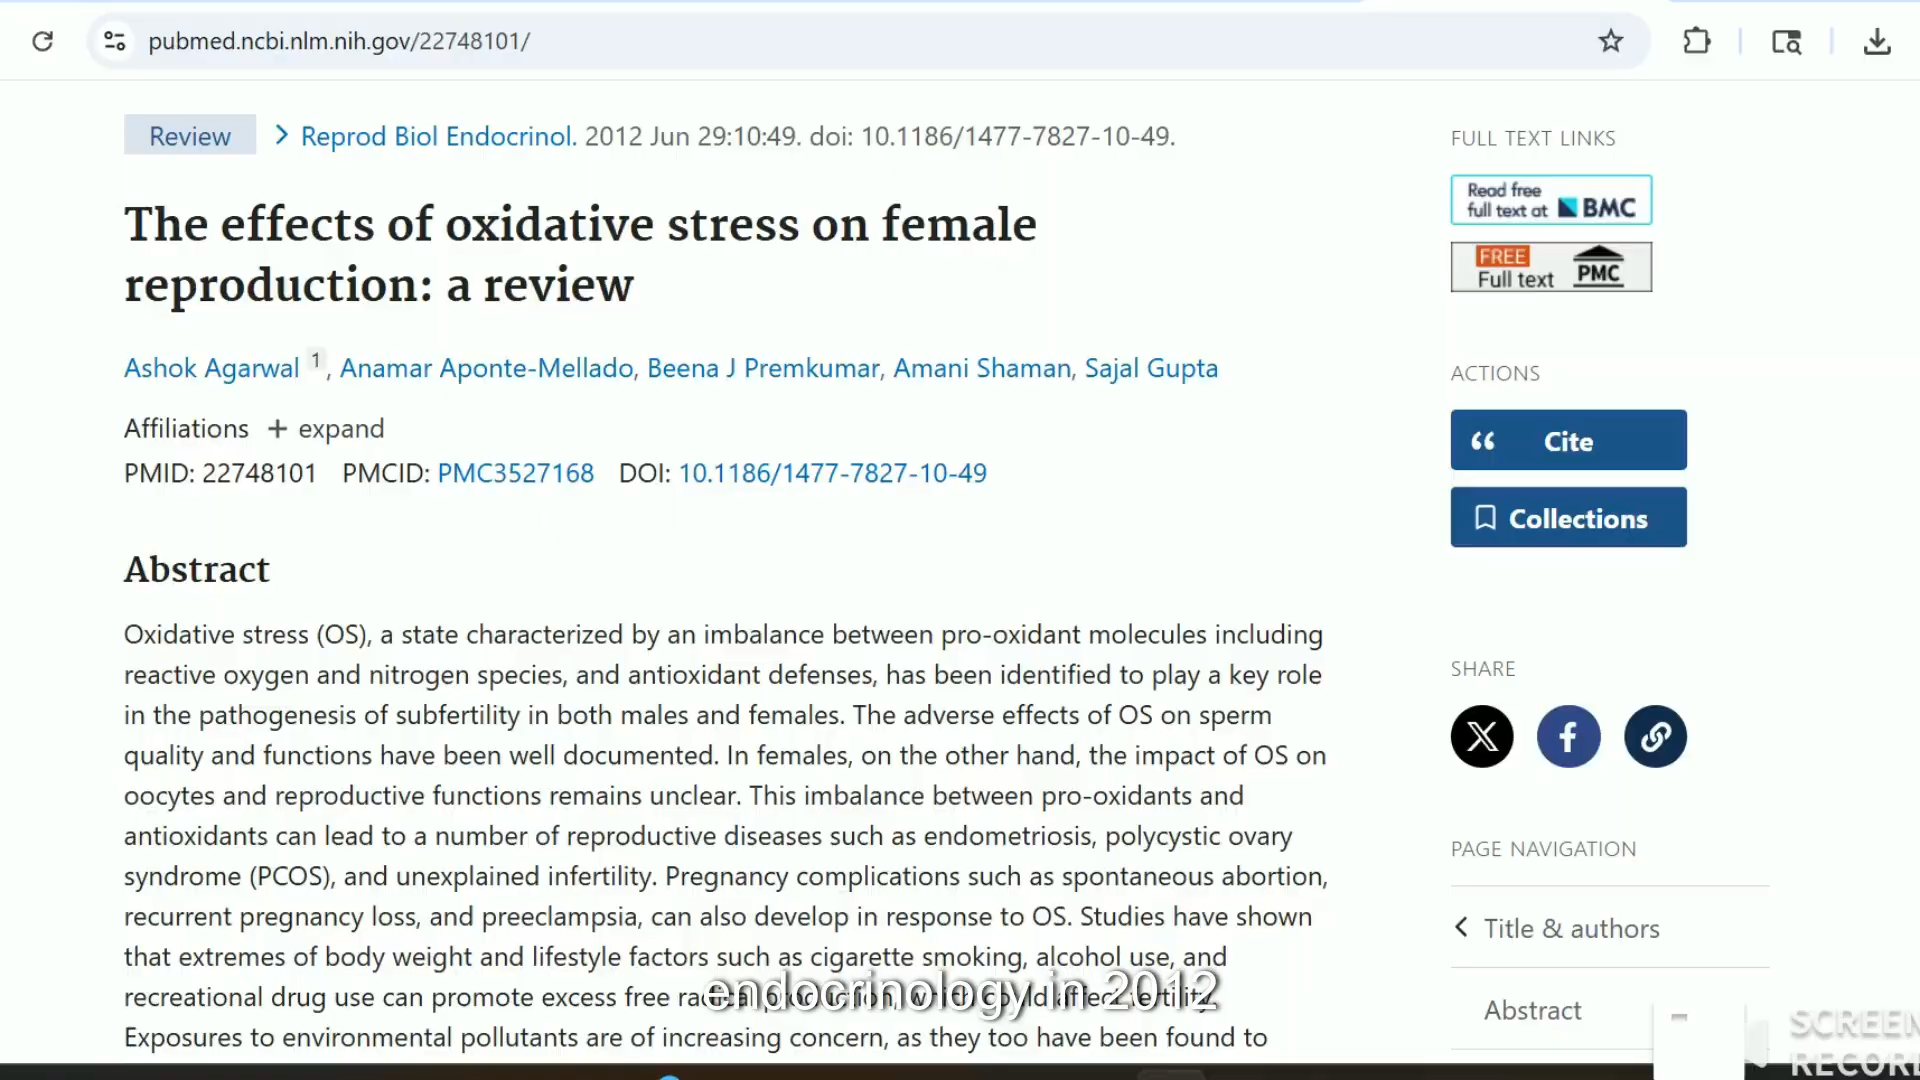 pubmed.ncbi.nlm.nih.gov/22748101/
Review
Reprod Biol Endocrinol. 2012 Jun 29:10:49. doi: 10.1186/1477-7827-10-49.
The effects of oxidative stress on female
reproduction: a review
Ashok Agarwal 1, Anamar Aponte-Mellado, Beena J Premkumar, Amani Shaman, Sajal Gupta
Affiliations + expand
PMID: 22748101 PMCID: PMC3527168 DOI: 10.1186/1477-7827-10-49
Abstract
Oxidative stress (OS), a state characterized by an imbalance between pro-oxidant molecules including
reactive oxygen and nitrogen species, and antioxidant defenses, has been identified to play a key role
in the pathogenesis of subfertility in both males and females. The adverse effects of OS on sperm
quality and functions have been well documented. In females, on the other hand, the impact of OS on
oocytes and reproductive functions remains unclear. This imbalance between pro-oxidants and
antioxidants can lead to a number of reproductive diseases such as endometriosis, polycystic ovary
syndrome (PCOS), and unexplained infertility. Pregnancy complications such as spontaneous abortion,
recurrent pregnancy loss, and preeclampsia, can also develop in response to OS. Studies have shown
that extremes of body weight and lifestyle factors such as cigarette smoking, alcohol use, and
recreational drug use can promote excess free radical production, which could affect fertility.
Exposures to environmental pollutants are of increasing concern, as they too have been found to
endocrinology in 2012
FULL TEXT LINKS
Read free
full text at BMC
FREE
Full text PMC
ACTIONS
Cite
Collections
SHARE
PAGE NAVIGATION
Title & authors
Abstract
SCREEN
RECOR